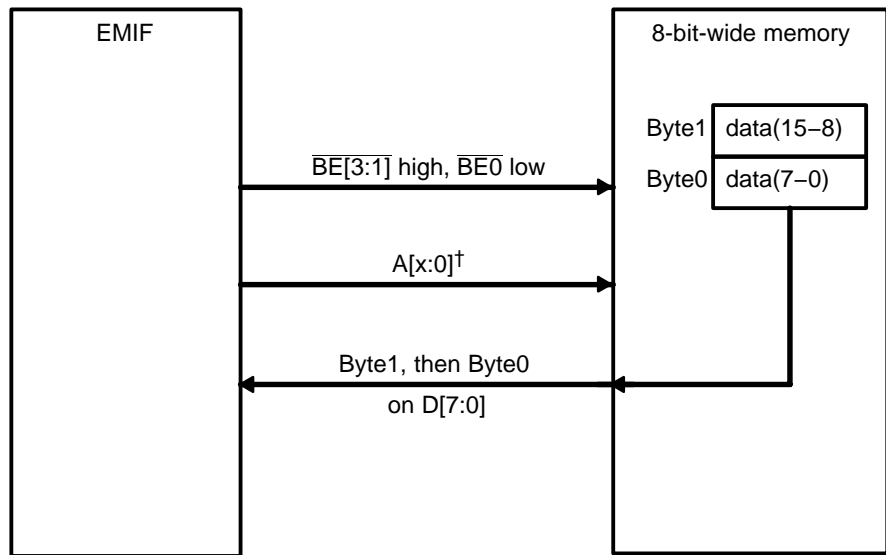 EMIF
8-bit-wide memory
Byte1 data(15−8)
BE[3:1] high, BE0 low
Byte0 data(7−0)
A[x:0]†
Byte1, then Byte0
on D[7:0]